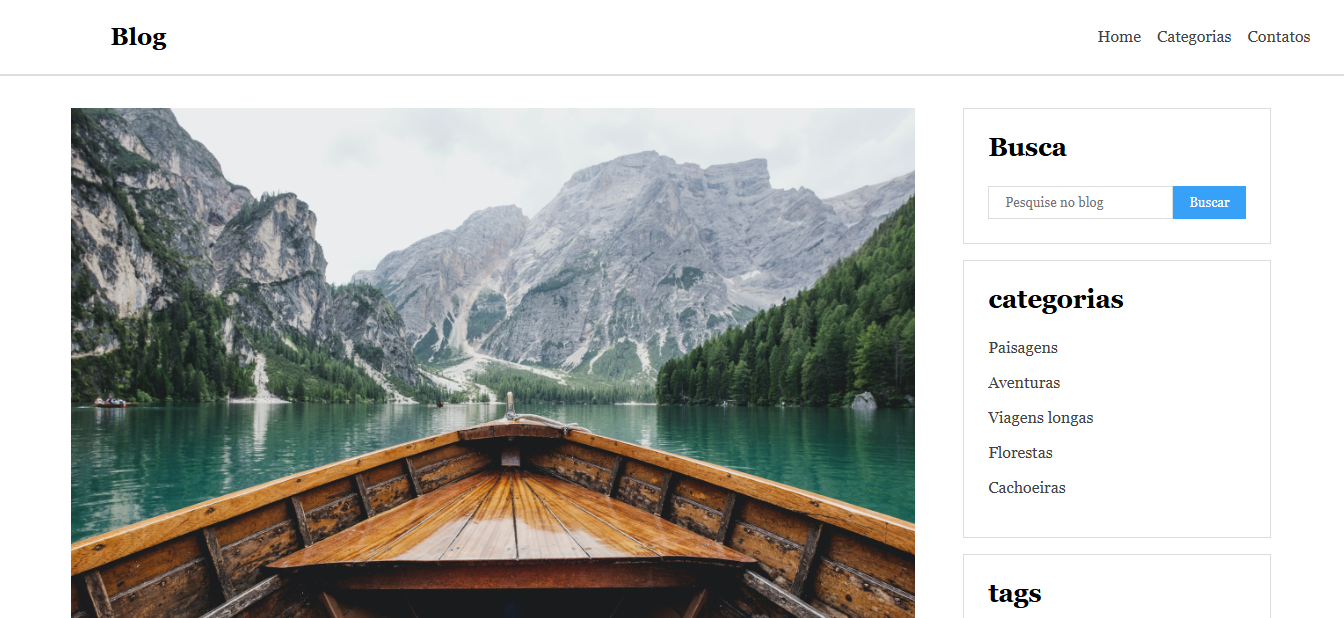 Blog
Home Categorias Contatos
Busca
Pesquise no blog Buscar
categorias
Paisagens
Aventuras
Viagens longas
Florestas
Cachoeiras
tags